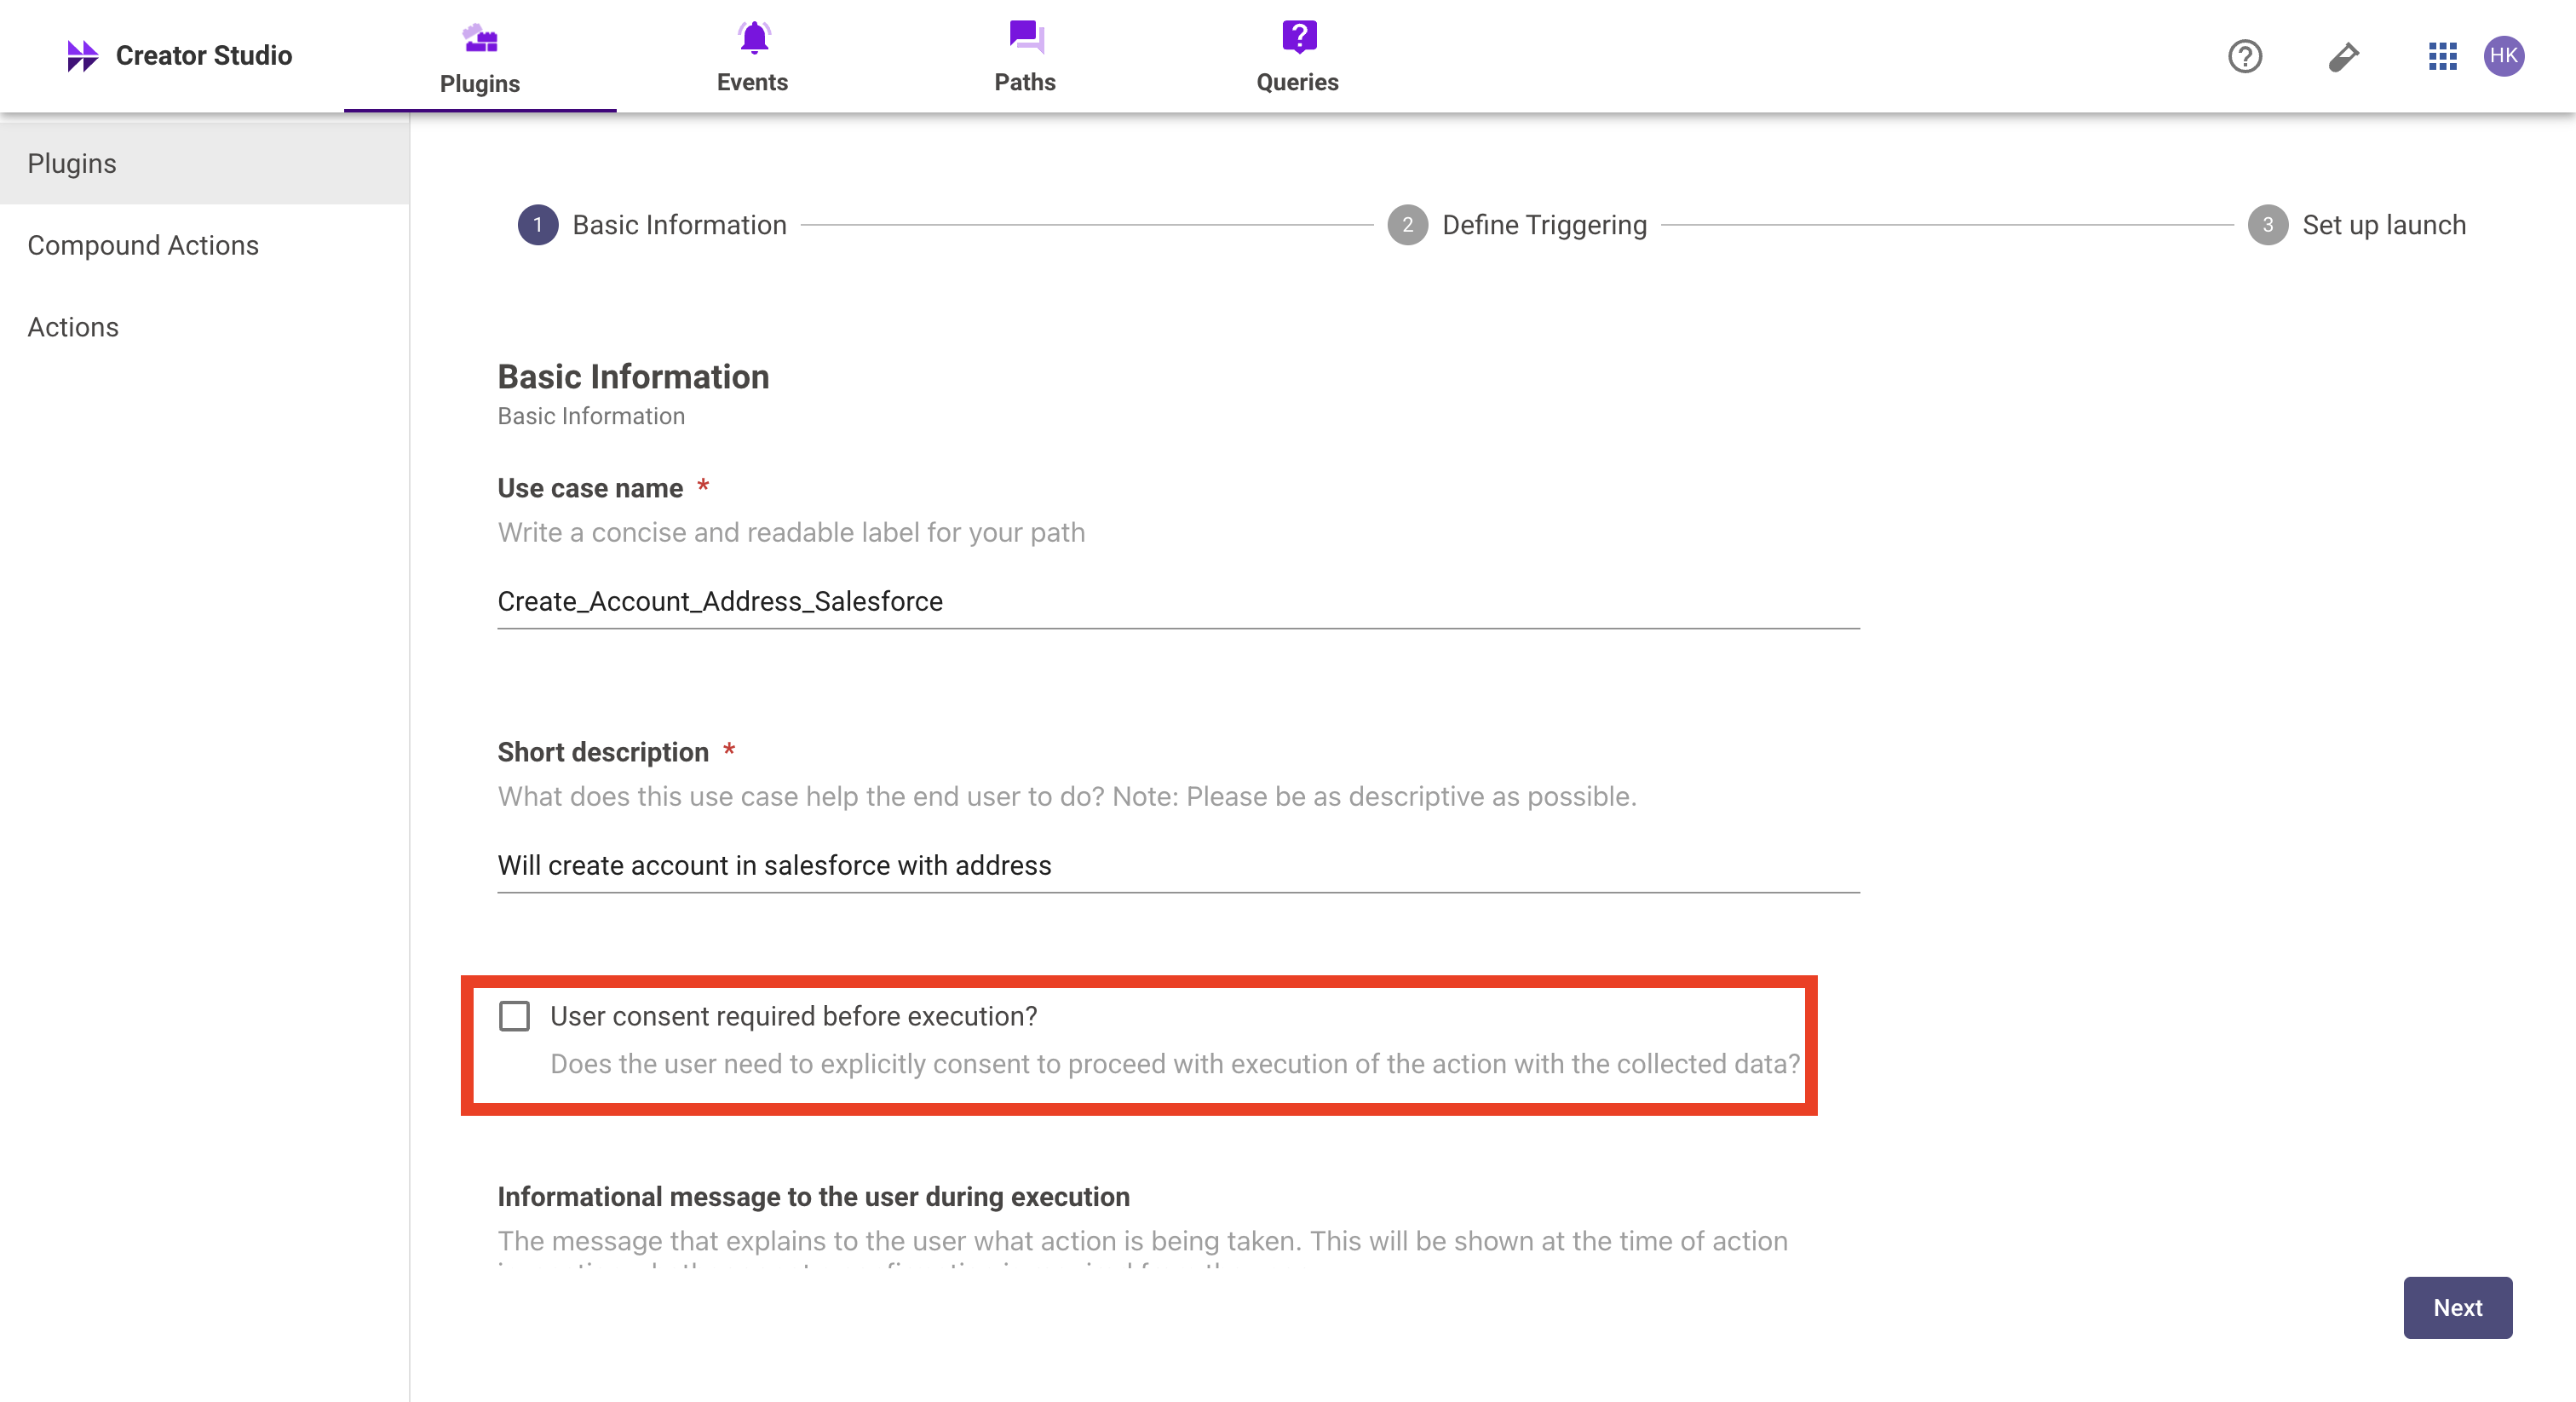 Creator Studio
Plugins
Events
Paths
Queries
?
HK
Plugins
Compound Actions
Actions
1 Basic Information
2 Define Triggering
3 Set up launch
Basic Information
Basic Information
Use case name *
Write a concise and readable label for your path
Create_Account_Address_Salesforce
Short description *
What does this use case help the end user to do? Note: Please be as descriptive as possible.
Will create account in salesforce with address
User consent required before execution?
Does the user need to explicitly consent to proceed with execution of the action with the collected data?
Informational message to the user during execution
The message that explains to the user what action is being taken. This will be shown at the time of action
Next